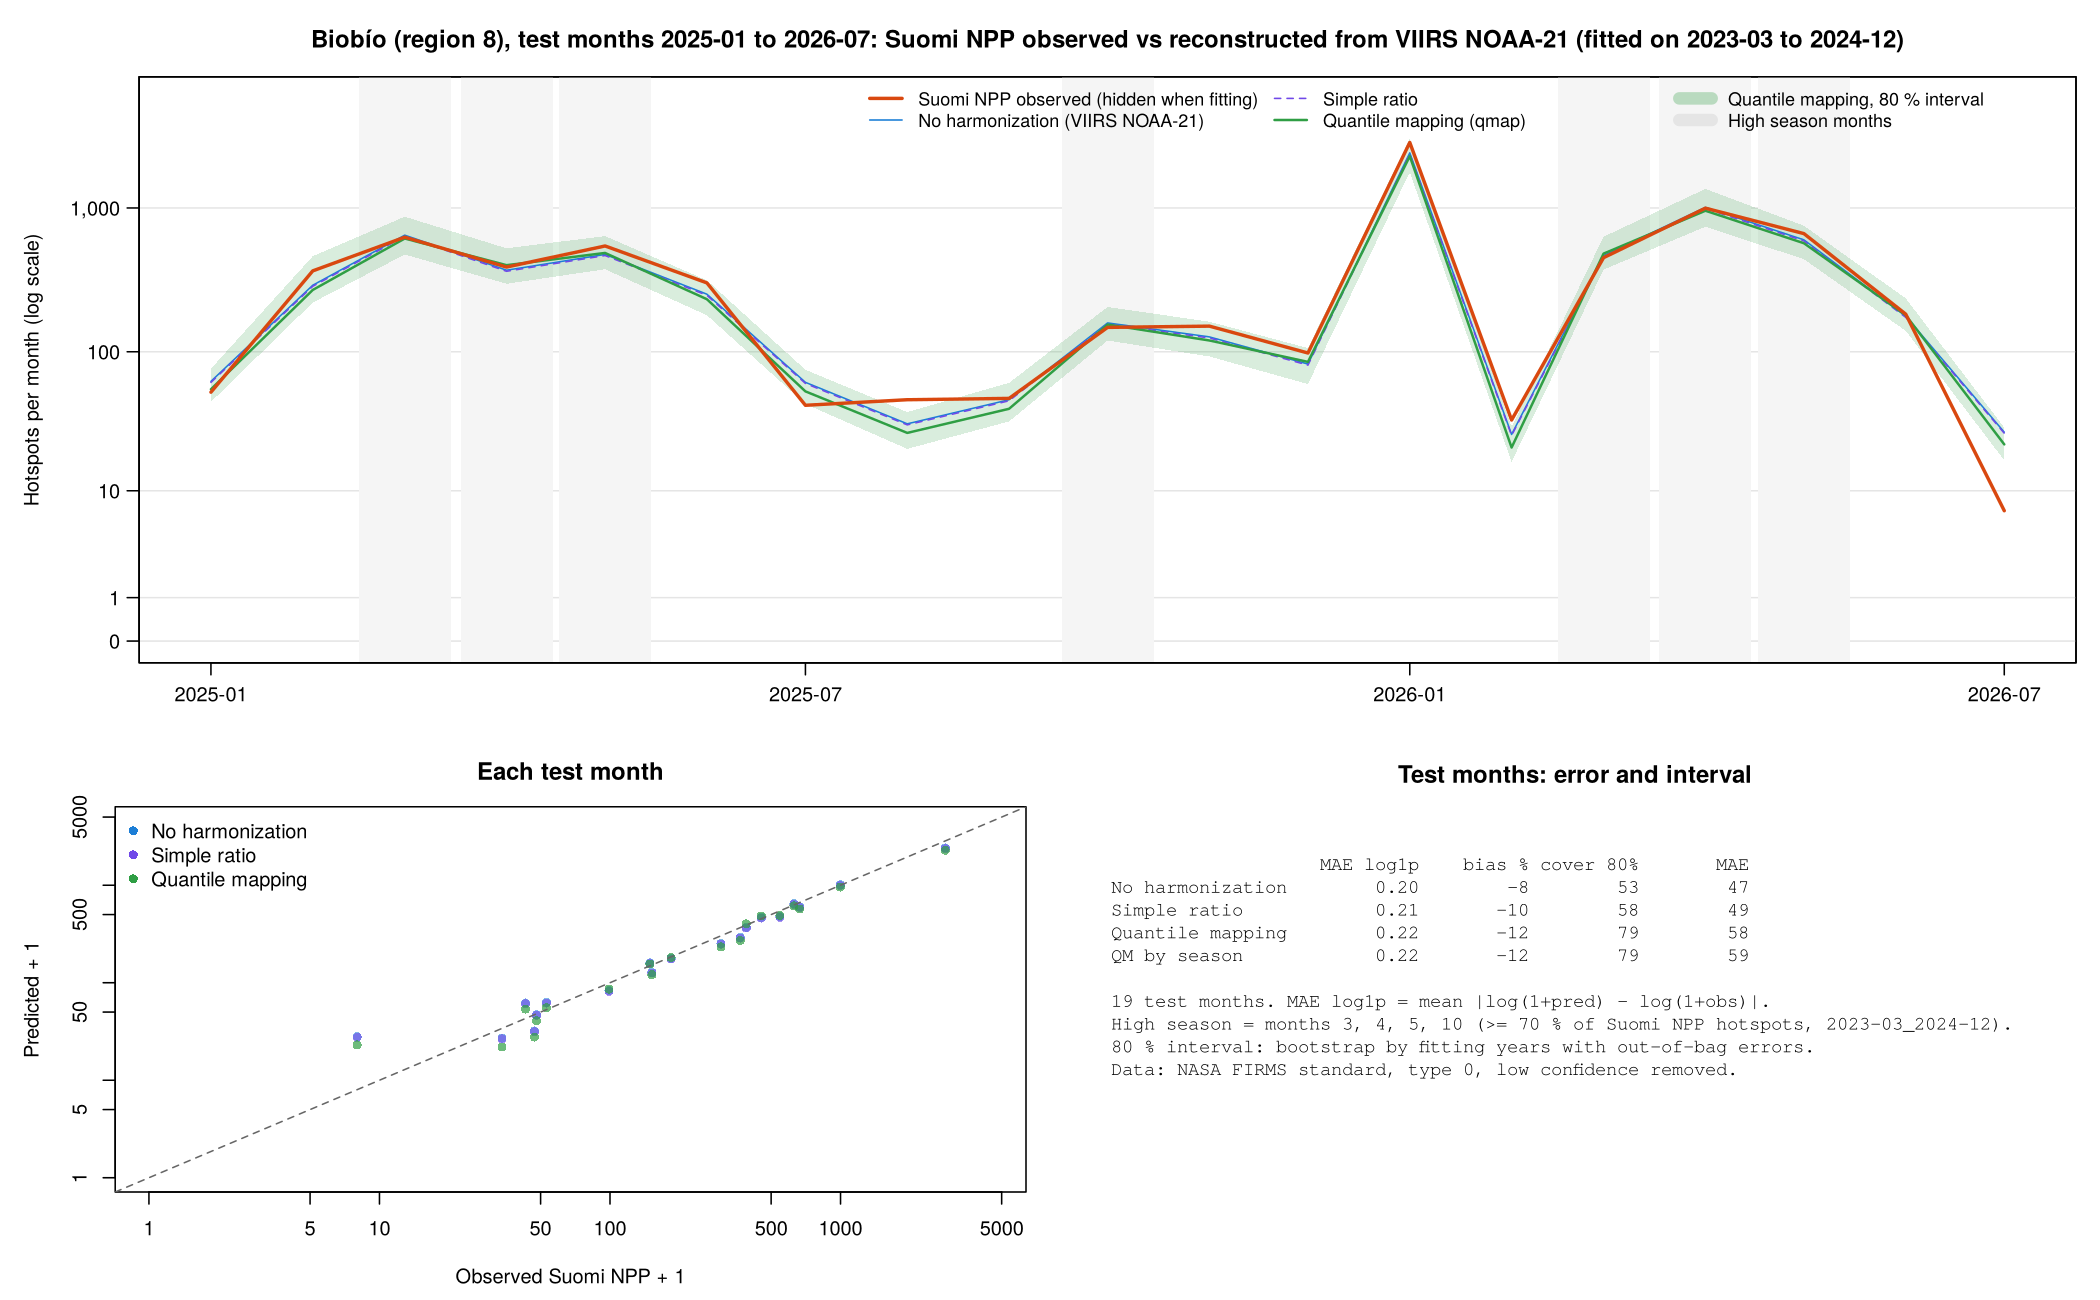 Biobío (region 8), test months 2025-01 to 2026-07: Suomi NPP observed vs reconstructed from VIIRS NOAA-21 (fitted on 2023-03 to 2024-12)
Suomi NPP observed (hidden when fitting)
No harmonization (VIIRS NOAA-21)
Simple ratio
Quantile mapping (qmap)
Quantile mapping, 80 % interval
High season months
Hotspots per month (log scale)
1,000
100
10
1
0
2025-01 2025-07 2026-01 2026-07
Each test month
No harmonization
Simple ratio
Quantile mapping
Predicted + 1
5000
500
50
5
1
1 5 10 50 100 500 1000 5000
Observed Suomi NPP + 1
Test months: error and interval
MAE log1p bias % cover 80% MAE
No harmonization 0.20 -8 53 47
Simple ratio 0.21 -10 58 49
Quantile mapping 0.22 -12 79 58
QM by season 0.22 -12 79 59
19 test months. MAE log1p = mean |log(1+pred) - log(1+obs)|.
High season = months 3, 4, 5, 10 (>= 70 % of Suomi NPP hotspots, 2023-03_2024-12).
80 % interval: bootstrap by fitting years with out-of-bag errors.
Data: NASA FIRMS standard, type 0, low confidence removed.